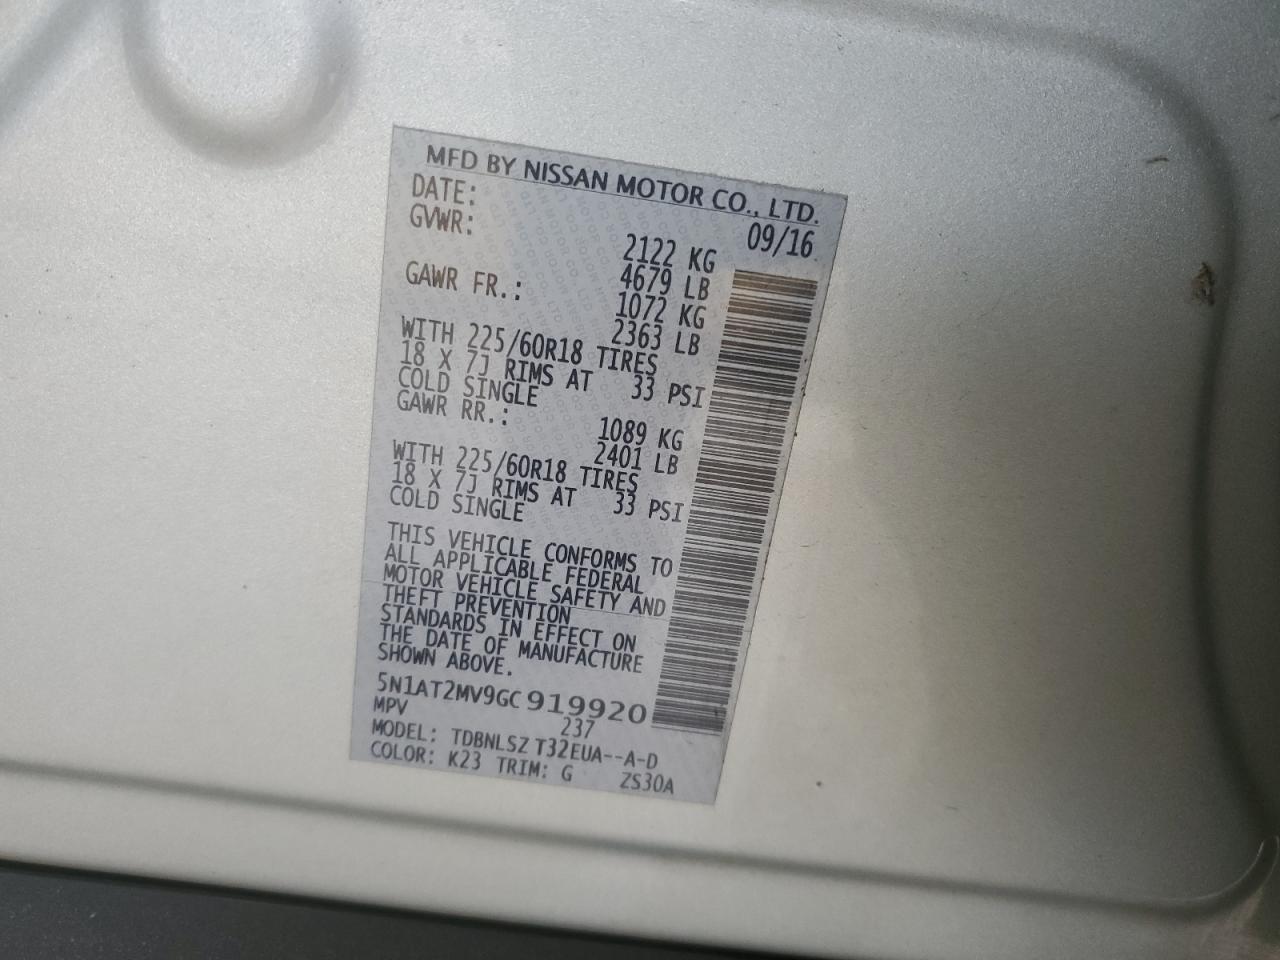 MFD BY NISSAN MOTOR CO., LTD.
DATE: 09/16
GVWR: 2122 KG
4679 LB
GAWR FR.: 1072 KG
2363 LB
WITH 225/60R18 TIRES
18 X 7J RIMS AT 33 PSI
COLD SINGLE
GAWR RR.: 1089 KG
2401 LB
WITH 225/60R18 TIRES
18 X 7J RIMS AT 33 PSI
COLD SINGLE
THIS VEHICLE CONFORMS TO
ALL APPLICABLE FEDERAL
MOTOR VEHICLE SAFETY AND
THEFT PREVENTION
STANDARDS IN EFFECT ON
THE DATE OF MANUFACTURE
SHOWN ABOVE.
5N1AT2MV9GC919920
MPV 237
MODEL: TDBNLSZ T32EUA--A-D
COLOR: K23 TRIM: G ZS30A